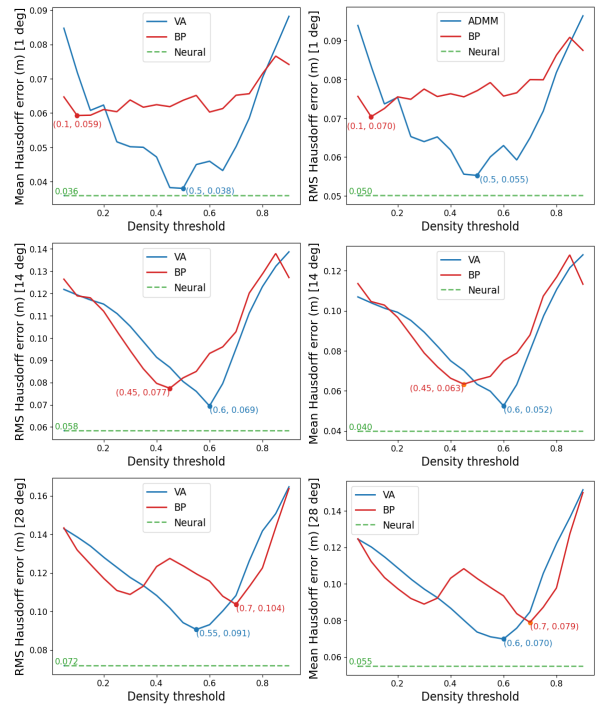 Mean Hausdorff error (m) [1 deg]
0.09
0.08
0.07
0.06
0.05
0.04
VA
BP
Neural
(0.1, 0.059)
(0.5, 0.038)
0.036
0.2
0.4
0.6
0.8
Density threshold
RMS Hausdorff error (m) [1 deg]
0.09
0.08
0.07
0.06
0.05
ADMM
BP
Neural
(0.1, 0.070)
(0.5, 0.055)
0.050
0.2
0.4
0.6
0.8
Density threshold
RMS Hausdorff error (m) [14 deg]
0.14
0.13
0.12
0.11
0.10
0.09
0.08
0.07
0.06
VA
BP
Neural
(0.45, 0.077)
(0.6, 0.069)
0.058
0.2
0.4
0.6
0.8
Density threshold
Mean Hausdorff error (m) [14 deg]
0.12
0.10
0.08
0.06
0.04
VA
BP
Neural
(0.45, 0.063)
(0.6, 0.052)
0.040
0.2
0.4
0.6
0.8
Density threshold
RMS Hausdorff error (m) [28 deg]
0.16
0.14
0.12
0.10
0.08
VA
BP
Neural
(0.7, 0.104)
(0.55, 0.091)
0.072
0.2
0.4
0.6
0.8
Density threshold
Mean Hausdorff error (m) [28 deg]
0.14
0.12
0.10
0.08
0.06
VA
BP
Neural
(0.7, 0.079)
(0.6, 0.070)
0.055
0.2
0.4
0.6
0.8
Density threshold